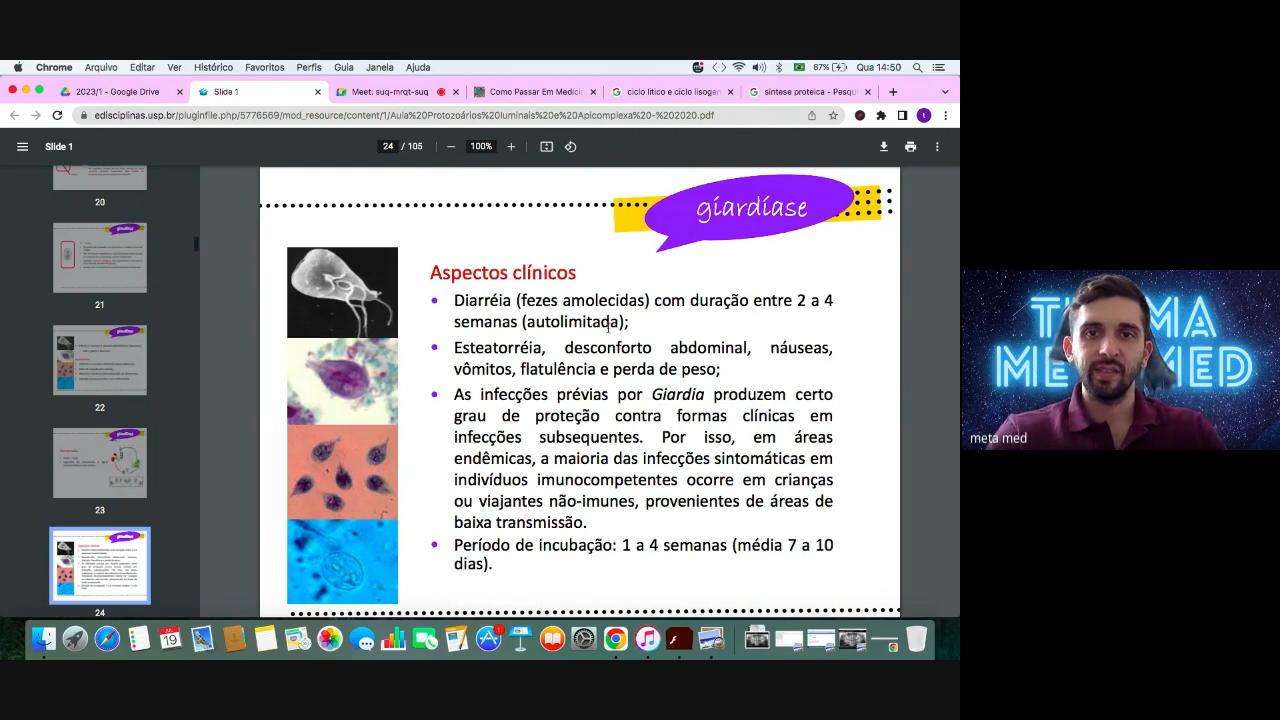 Chrome Arquivo Editar Ver Histórico Favoritos Perfis Guia Janela Ajuda 87% Qua 14:50
2023/1 - Google Drive Slide 1 Meet: suq-mrqt-suq Como Passar Em Medicin ciclo litico e ciclo lisogen sintese proteica - Pesqui
edisciplinas.usp.br/pluginfile.php/5776569/mod_resource/content/1/Aula%20Protozoários%20luminais%20e%20Apicomplexa%20-%202020.pdf
Slide 1 24 / 105 100%
20
21
22
23
24
giardíase
Aspectos clínicos
• Diarréia (fezes amolecidas) com duração entre 2 a 4
semanas (autolimitada);
• Esteatorréia, desconforto abdominal, náuseas,
vômitos, flatulência e perda de peso;
• As infecções prévias por Giardia produzem certo
grau de proteção contra formas clínicas em
infecções subsequentes. Por isso, em áreas
endêmicas, a maioria das infecções sintomáticas em
indivíduos imunocompetentes ocorre em crianças
ou viajantes não-imunes, provenientes de áreas de
baixa transmissão.
• Período de incubação: 1 a 4 semanas (média 7 a 10
dias).
meta med